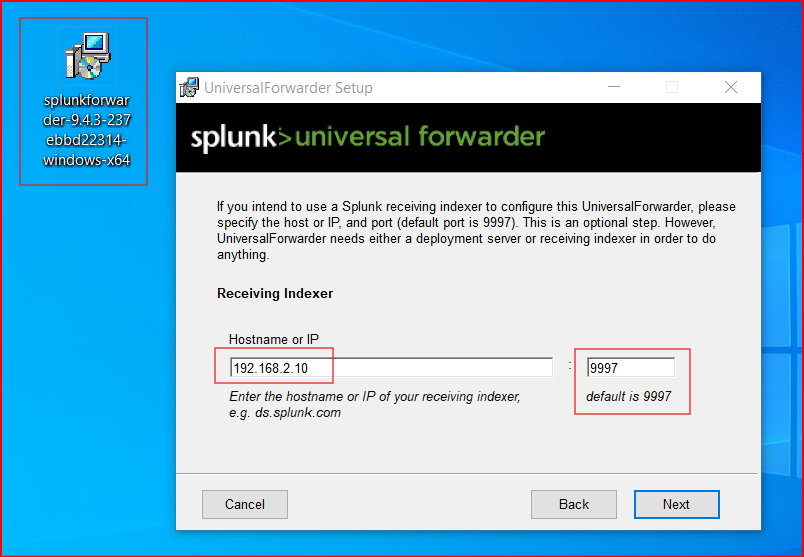 splunkforwar
der-9.4.3-237
ebbd22314-
windows-x64
UniversalForwarder Setup
splunk>universal forwarder
If you intend to use a Splunk receiving indexer to configure this UniversalForwarder, please
specify the host or IP, and port (default port is 9997). This is an optional step. However,
UniversalForwarder needs either a deployment server or receiving indexer in order to do
anything.
Receiving Indexer
Hostname or IP
192.168.2.10 : 9997
Enter the hostname or IP of your receiving indexer, default is 9997
e.g. ds.splunk.com
Cancel Back Next